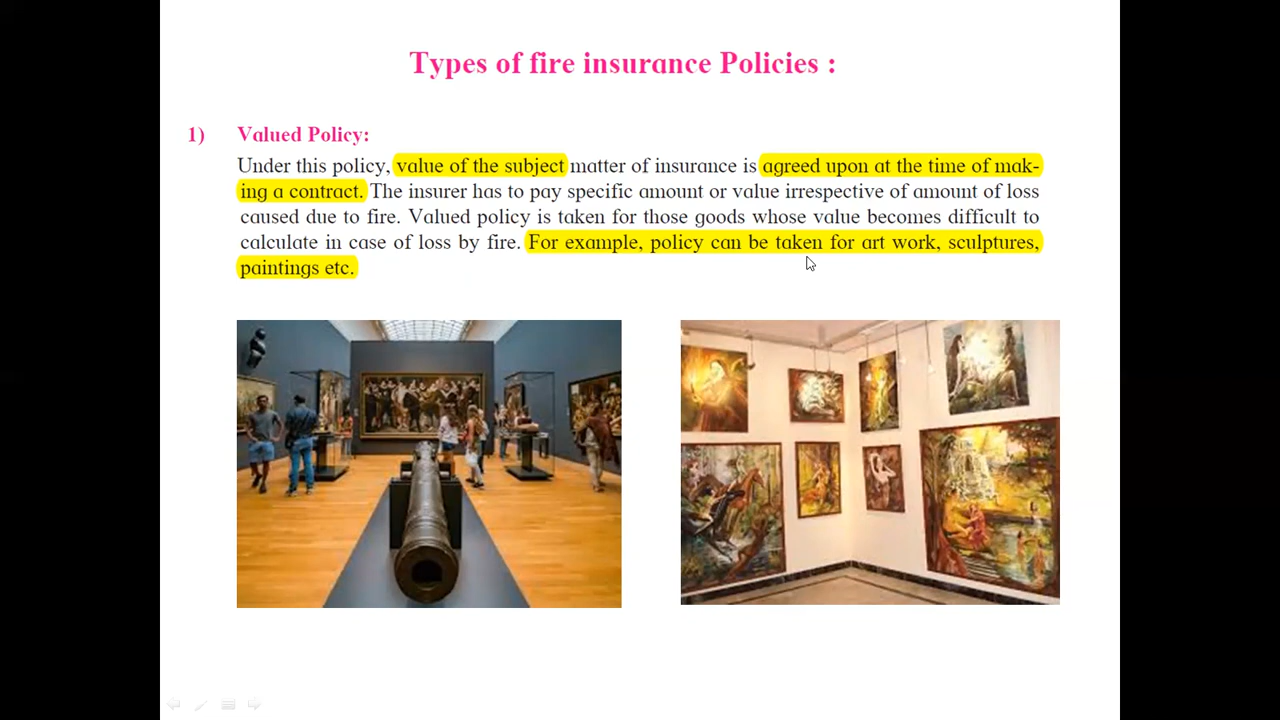 Types of fire insurance Policies :
1) Valued Policy:
Under this policy, value of the subject matter of insurance is agreed upon at the time of mak-
ing a contract. The insurer has to pay specific amount or value irrespective of amount of loss
caused due to fire. Valued policy is taken for those goods whose value becomes difficult to
calculate in case of loss by fire. For example, policy can be taken for art work, sculptures,
paintings etc.